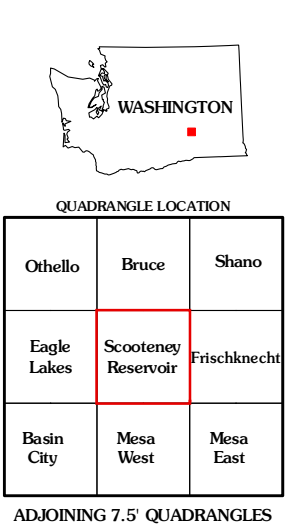 WASHINGTON
QUADRANGLE LOCATION
Othello
Bruce
Shano
Eagle
Lakes
Scooteney
Reservoir
Frischknecht
Basin
City
Mesa
West
Mesa
East
ADJOINING 7.5' QUADRANGLES